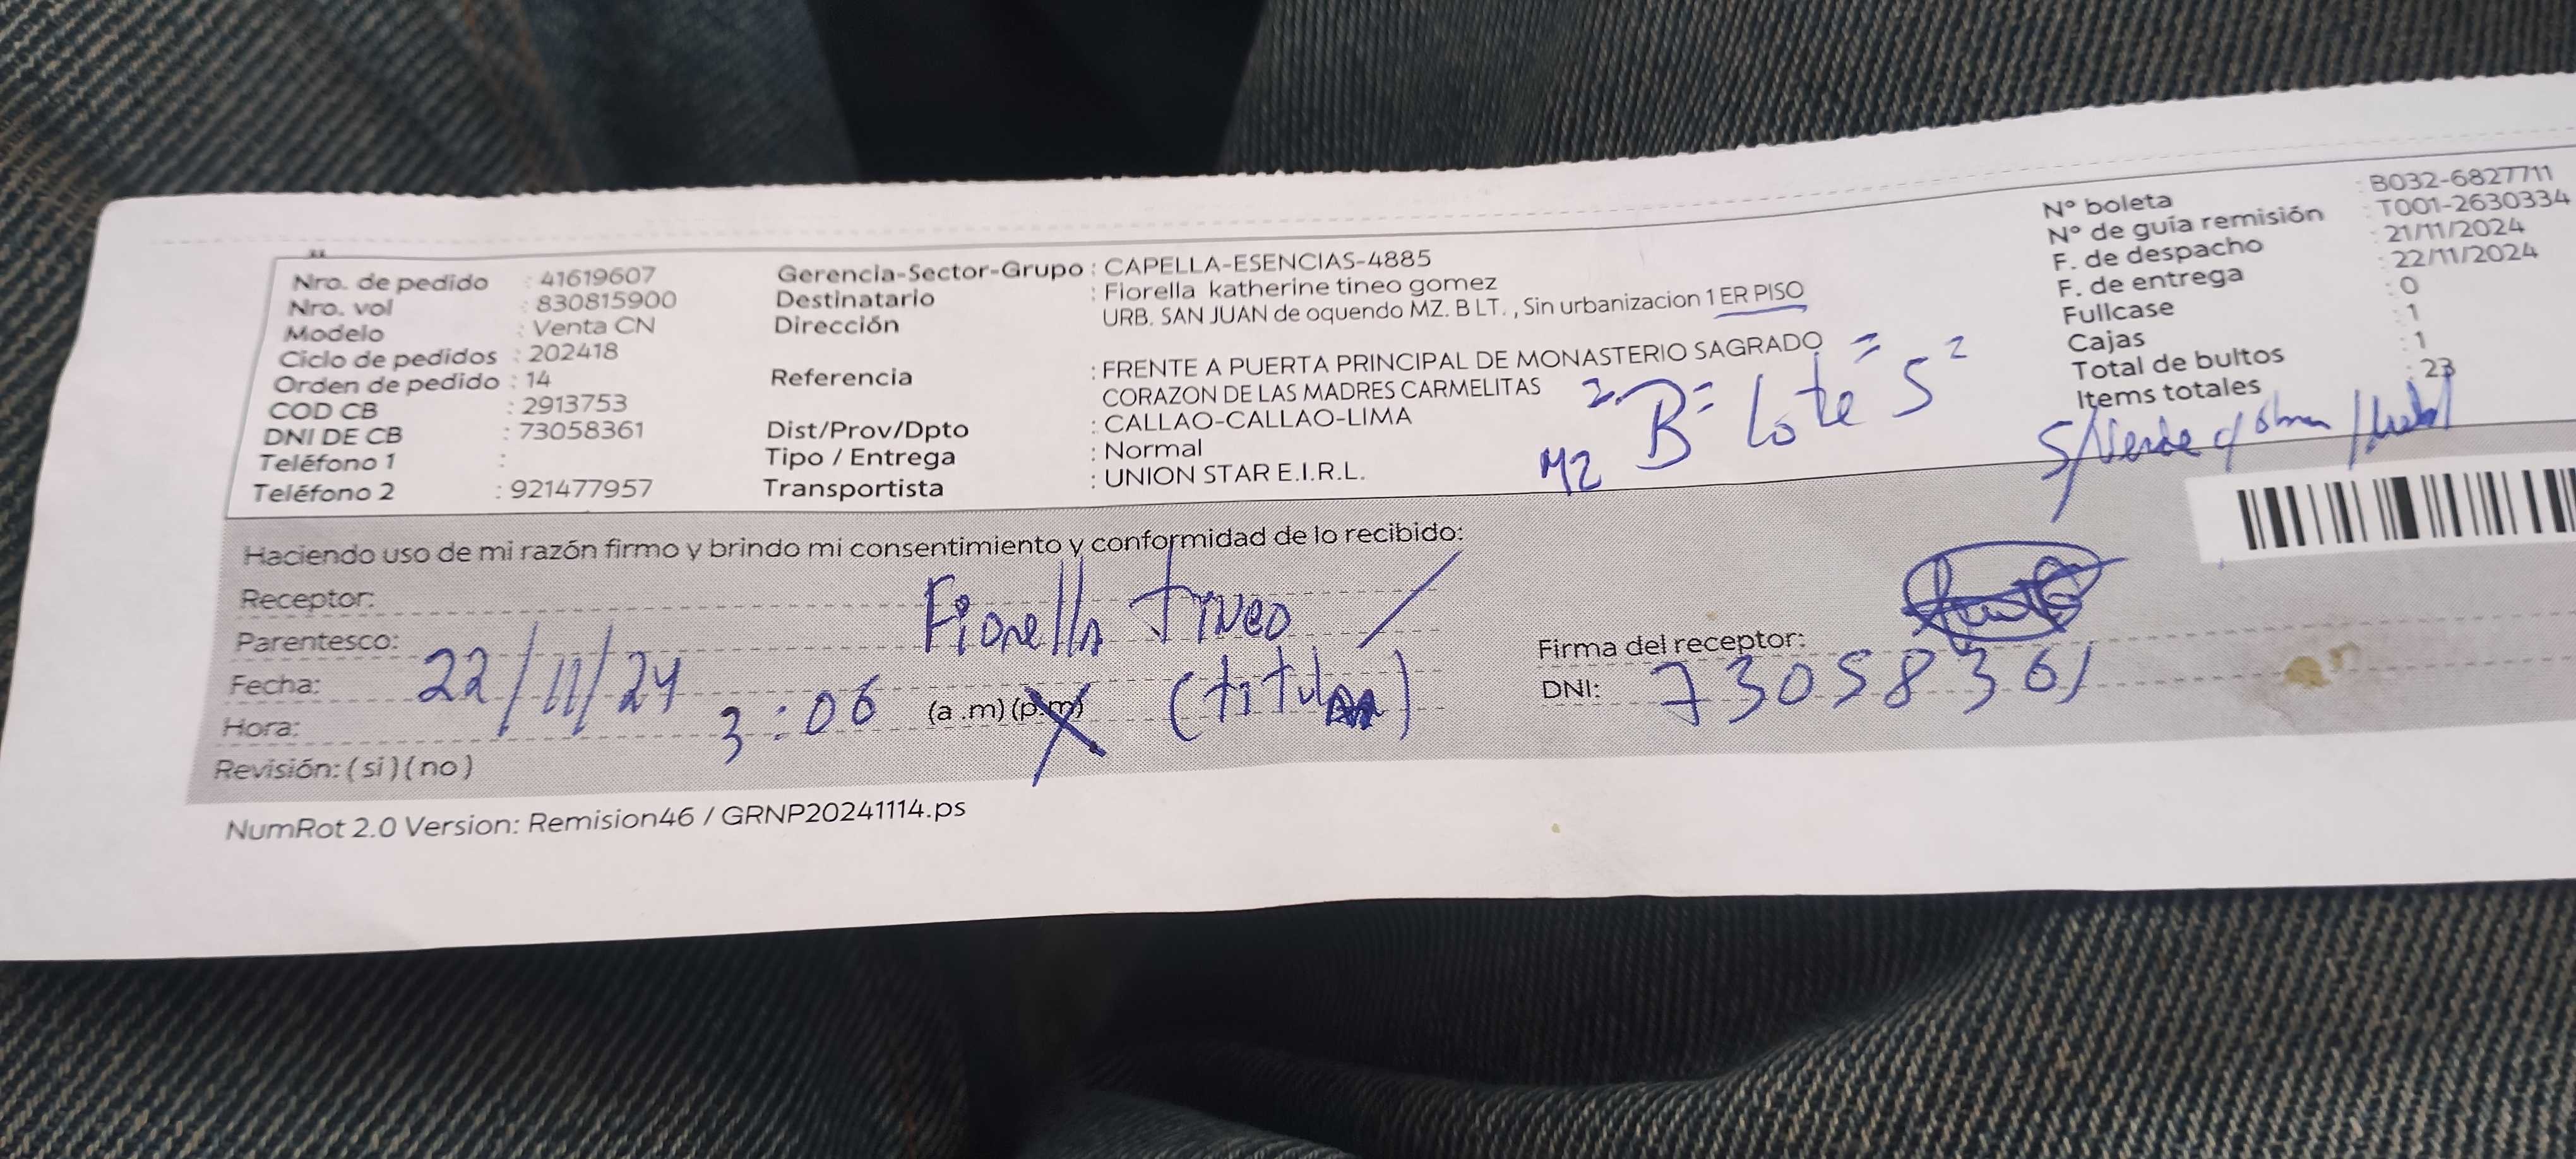 Nro. de pedido : 41619607
Nro. vol : 830815900
Modelo : Venta CN
Ciclo de pedidos : 202418
Orden de pedido : 14
COD CB : 2913753
DNI DE CB : 73058361
Teléfono 1 :
Teléfono 2 : 921477957
Gerencia-Sector-Grupo : CAPELLA-ESENCIAS-4885
Destinatario : Fiorella katherine tineo gomez
Dirección URB. SAN JUAN de oquendo MZ. B LT. , Sin urbanizacion 1 ER PISO
Referencia : FRENTE A PUERTA PRINCIPAL DE MONASTERIO SAGRADO
CORAZON DE LAS MADRES CARMELITAS
Dist/Prov/Dpto : CALLAO-CALLAO-LIMA
Tipo / Entrega : Normal
Transportista : UNION STAR E.I.R.L.
MZ B = Lote 5
Nº boleta : B032-6827711
Nº de guía remisión : T001-2630334
F. de despacho : 21/11/2024
F. de entrega : 22/11/2024
Fullcase : 0
Cajas : 1
Total de bultos : 1
Items totales : 23
Haciendo uso de mi razón firmo y brindo mi consentimiento y conformidad de lo recibido:
Receptor: Fiorella tineo
Parentesco: (titular)
Fecha: 22/11/24
Hora: 3:06 (a .m) (p.m)
Revisión: ( si ) ( no )
Firma del receptor:
DNI: 73058361
NumRot 2.0 Version: Remision46 / GRNP20241114.ps